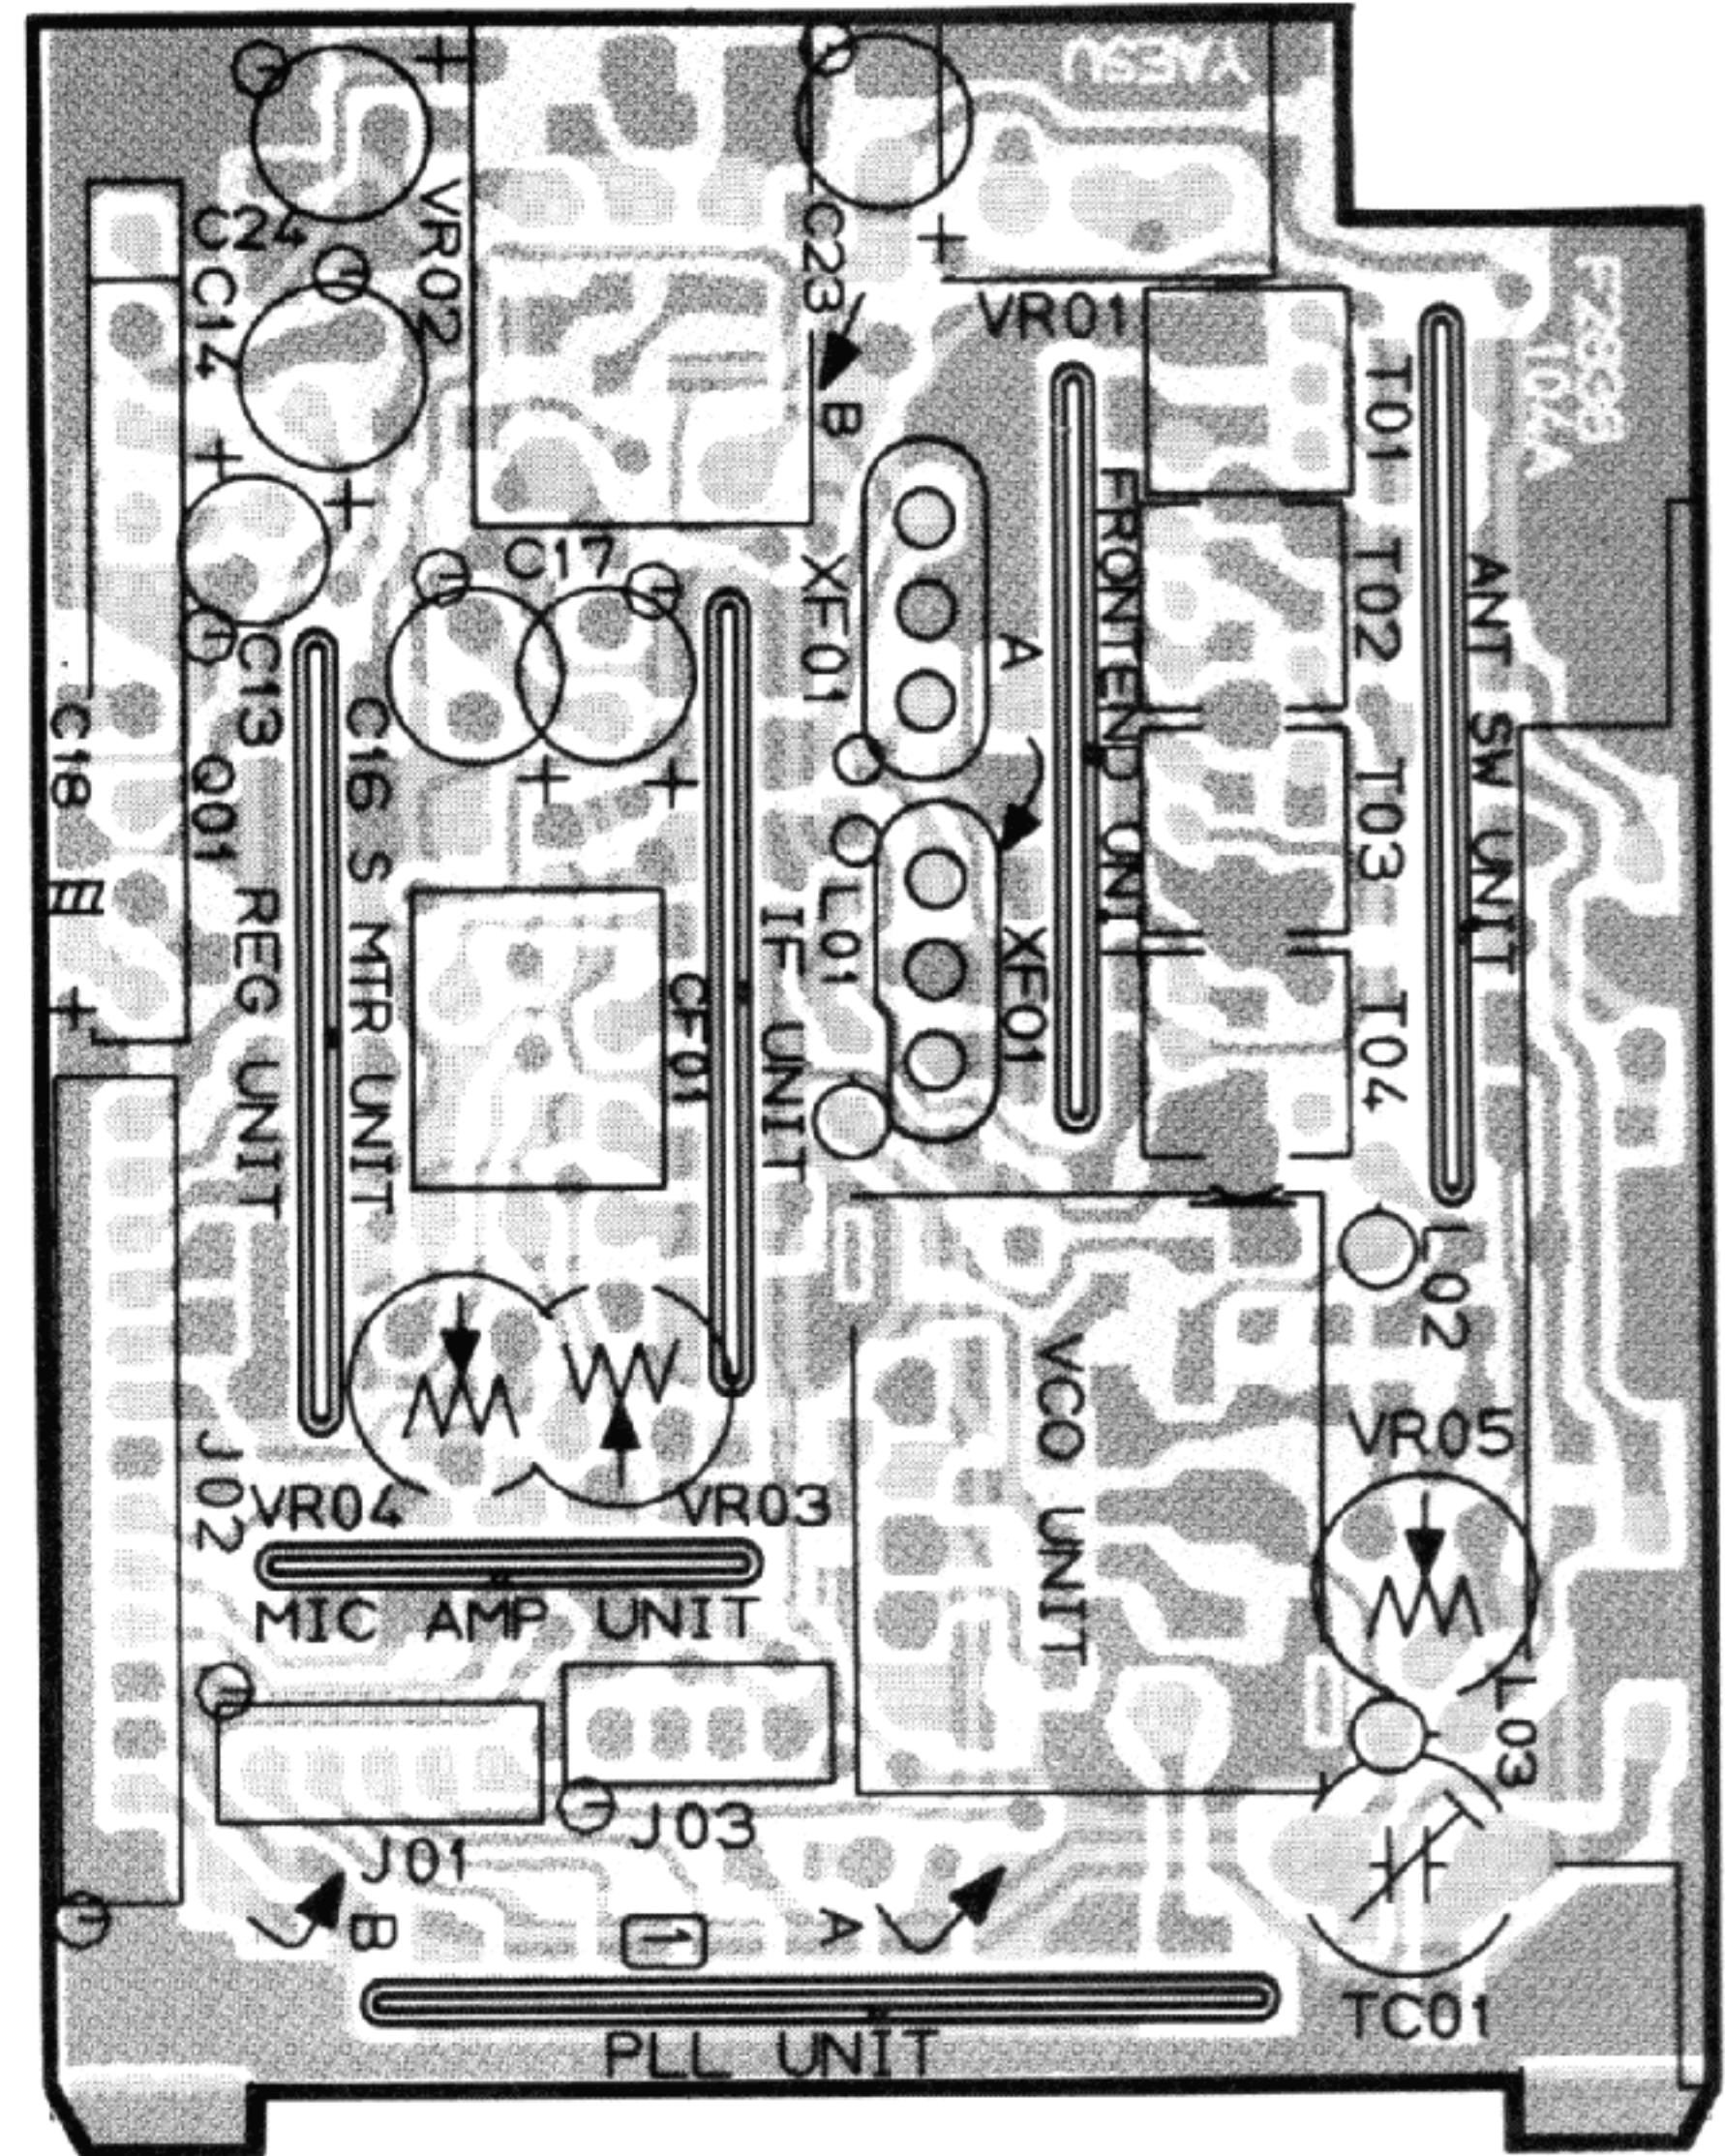 YAESU
C24
VR02
C23
C14
VR01
B
T01
C17
XF01
A
FRONTEND UNIT
T02
ANT SW UNIT
C13
C18
Q01
C16
S MTR UNIT
T03
REG UNIT
L01
IF UNIT
XF01
CF01
T04
L02
VCO UNIT
VR05
J02
VR04
VR03
MIC AMP UNIT
L03
J03
J01
B
1
A
TC01
PLL UNIT